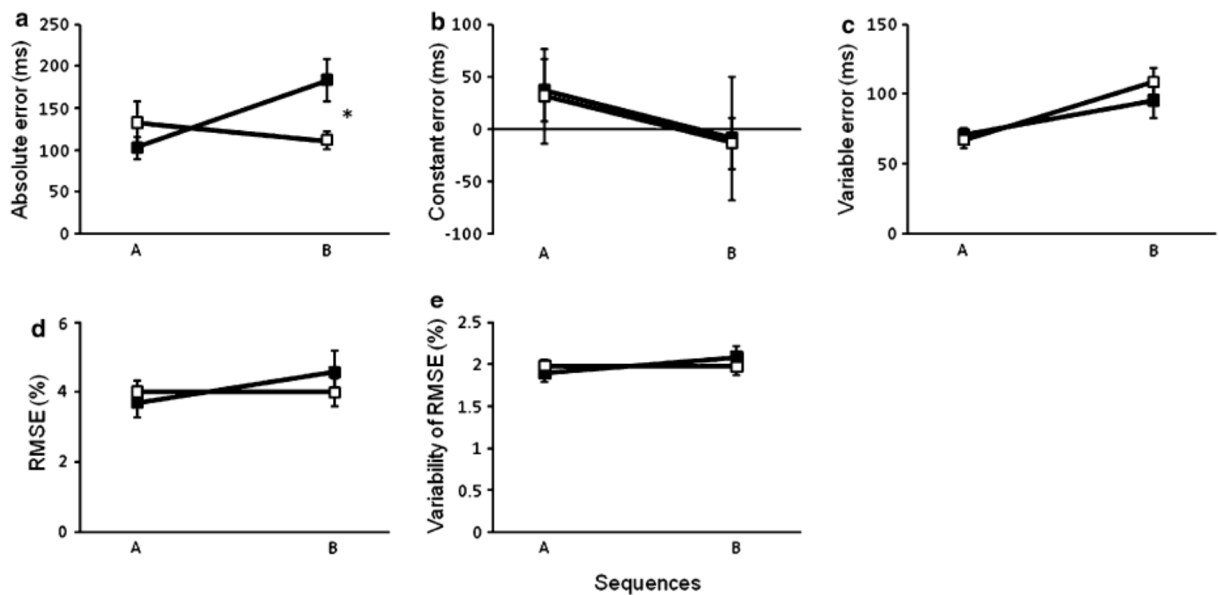 a
Absolute error (ms)
250
200
150
100
50
0
*
A B
b
Constant error (ms)
100
50
0
-50
-100
A B
c
Variable error (ms)
150
100
50
0
A B
d
RMSE (%)
6
4
2
0
A B
e
Variability of RMSE (%)
2.5
2
1.5
1
0.5
0
A B
Sequences